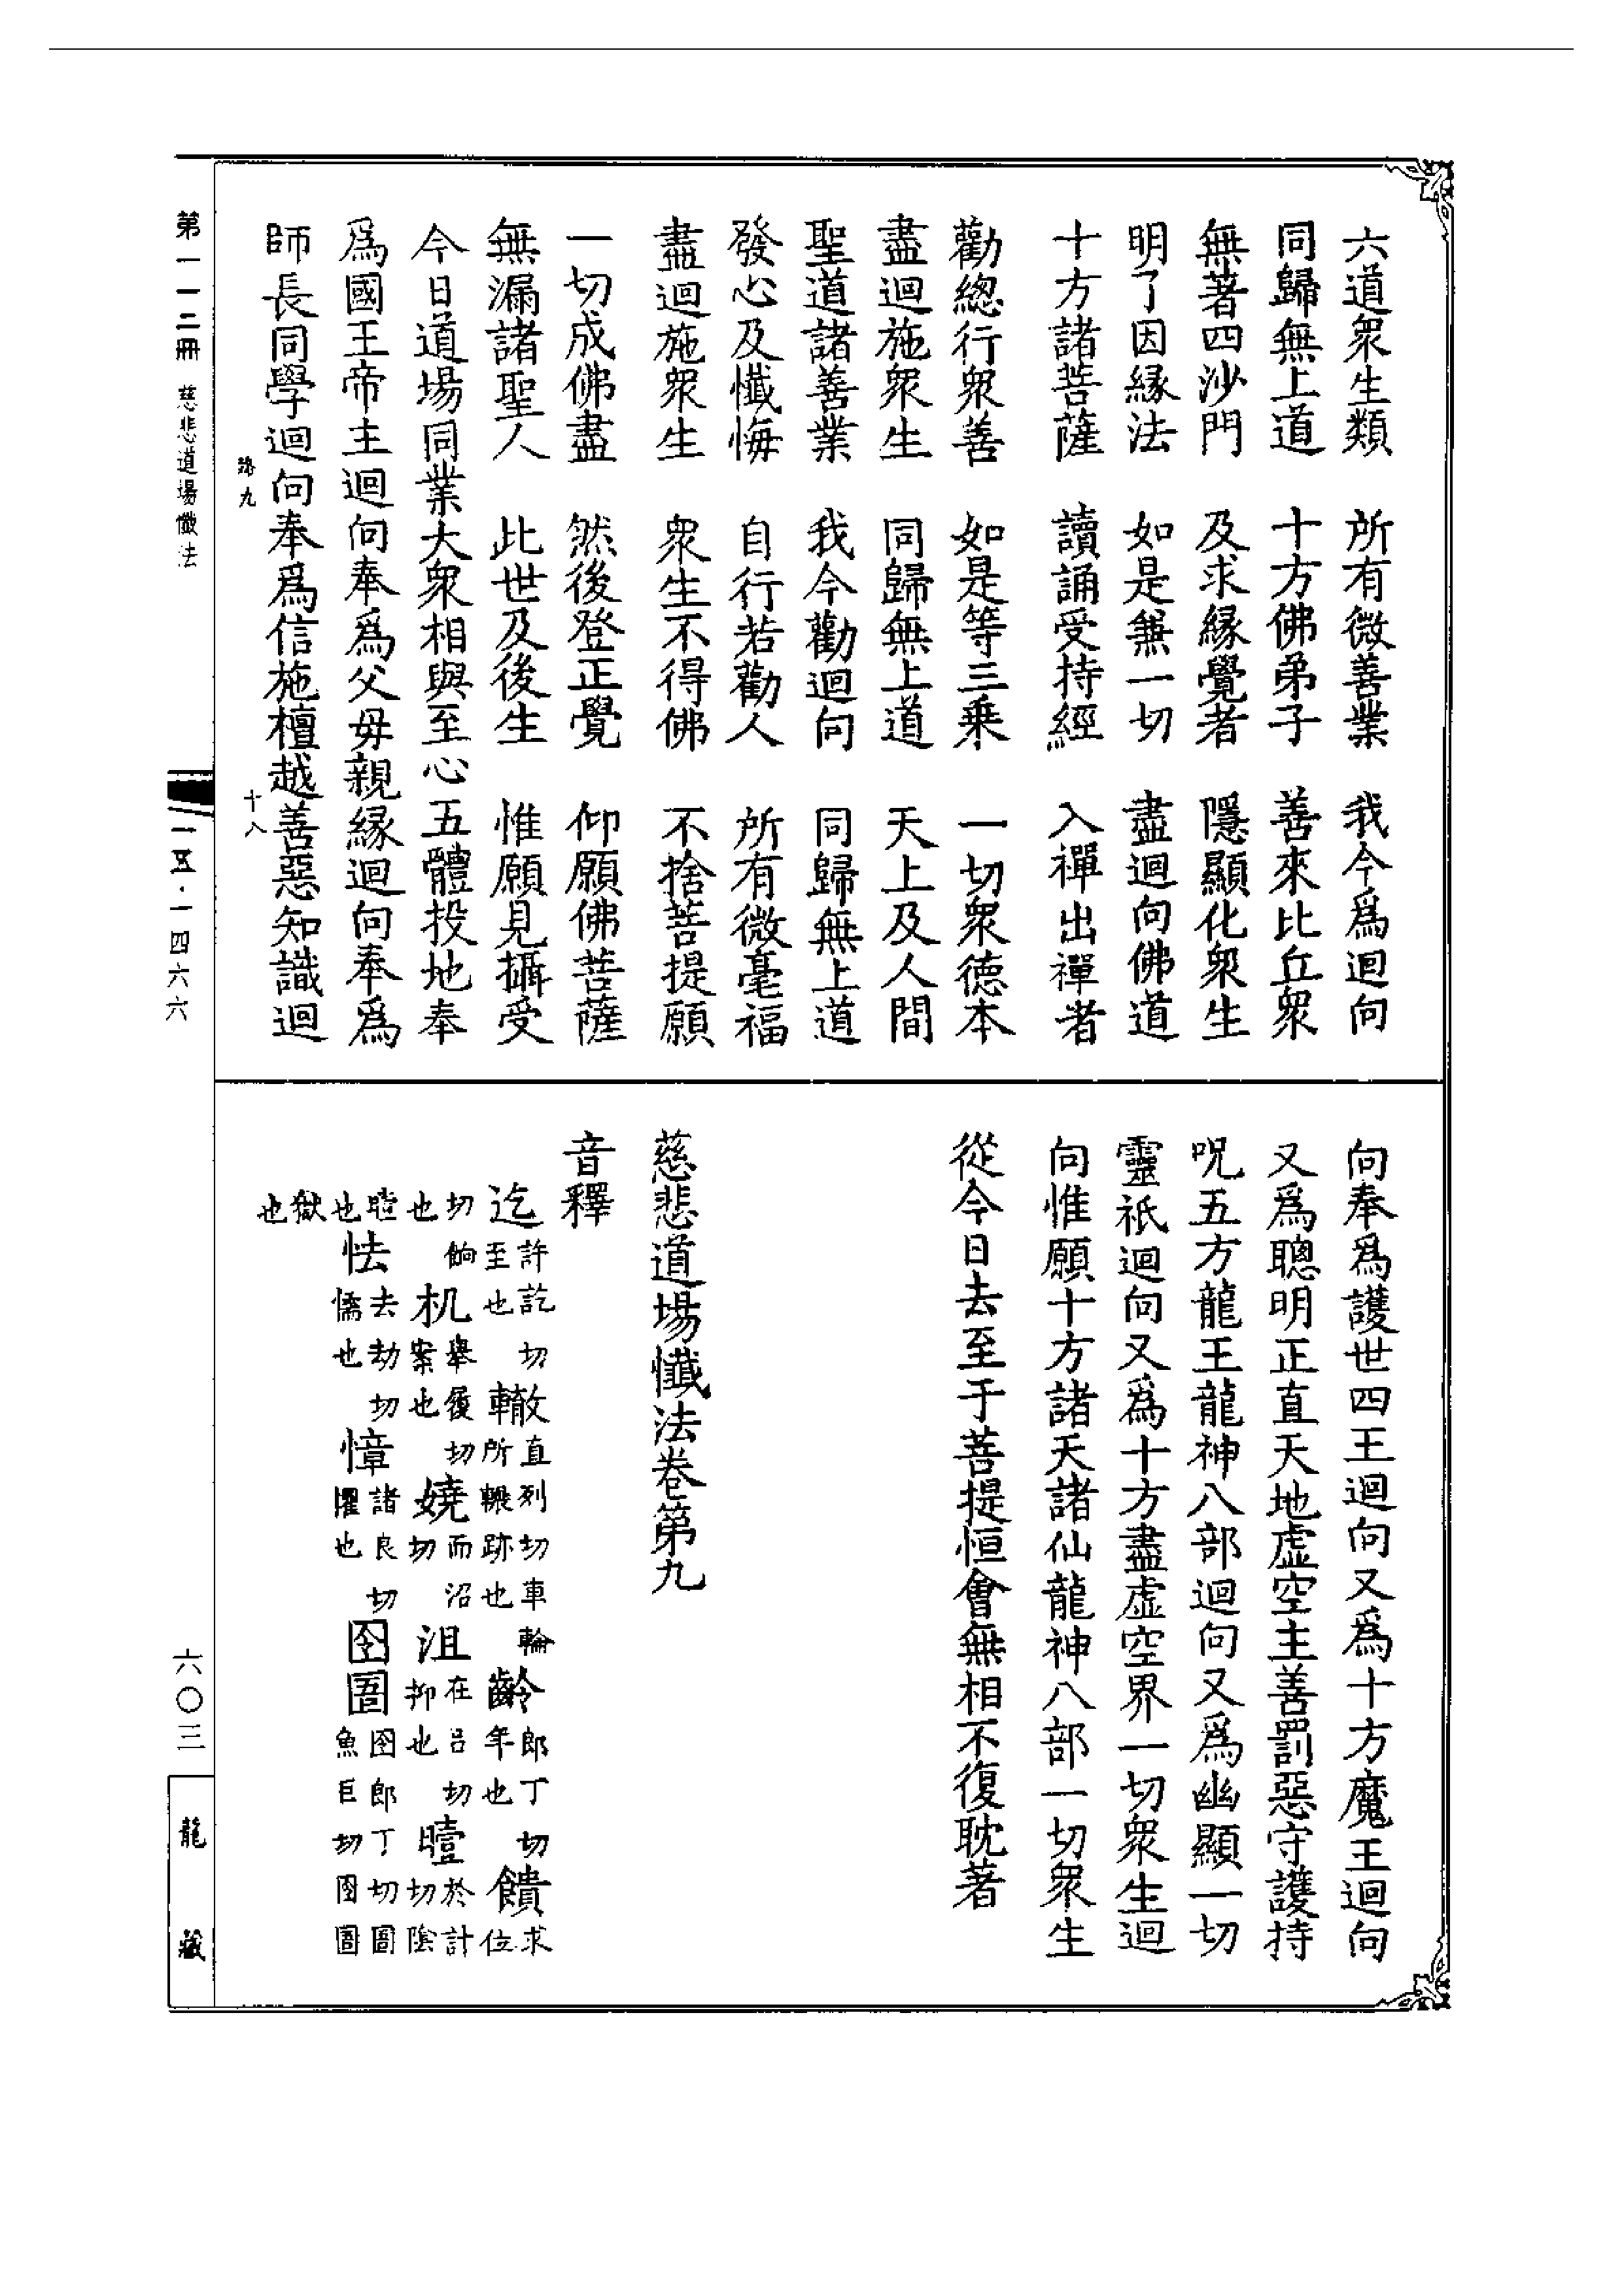 六道衆生類　所有微善業　我今爲迴向
同歸無上道　十方佛弟子　善來比丘衆
無著四沙門　及求緣覺者　隱顯化衆生
明了因緣法　如是兼一切　盡迴向佛道
十方諸菩薩　讀誦受持經　入禪出禪者
勸總行衆善　如是等三乘　一切衆德本
盡迴施衆生　同歸無上道　天上及人間
聖道諸善業　我今勸迴向　同歸無上道
發心及懺悔　自行若勸人　所有微毫福
盡迴施衆生　衆生不得佛　不捨菩提願
一切成佛盡　然後登正覺　仰願佛菩薩
無漏諸聖人　此世及後生　惟願見攝受
今日道場同業大衆相與至心五體投地奉
爲國王帝主迴向奉爲父母親緣迴向奉爲
師長同學迴向奉爲信施檀越善惡知識迴
路九　十八
向奉爲護世四王迴向又爲十方魔王迴向
又爲聰明正直天地虛空主善罰惡守護持
呪五方龍王龍神八部迴向又爲幽顯一切
靈祇迴向又爲十方盡虛空界一切衆生迴
向惟願十方諸天諸仙龍神八部一切衆生
從今日去至于菩提恒會無相不復耽著
慈悲道場懺法卷第九
音釋
迄許訖切至也　轍直列切車輪所輾跡也　齡郎丁切年也　饋求位
切餉也　机舉履切案也　嬈而沼切　沮在呂切抑也　曀於計切陰
曀也　怯去劫切懦也　慞諸良切懼也　囹圄囹郎丁切圄魚巨切囹圄
獄也
第一一二冊　慈悲道場懺法
一五·一四六六
六〇三
龍藏